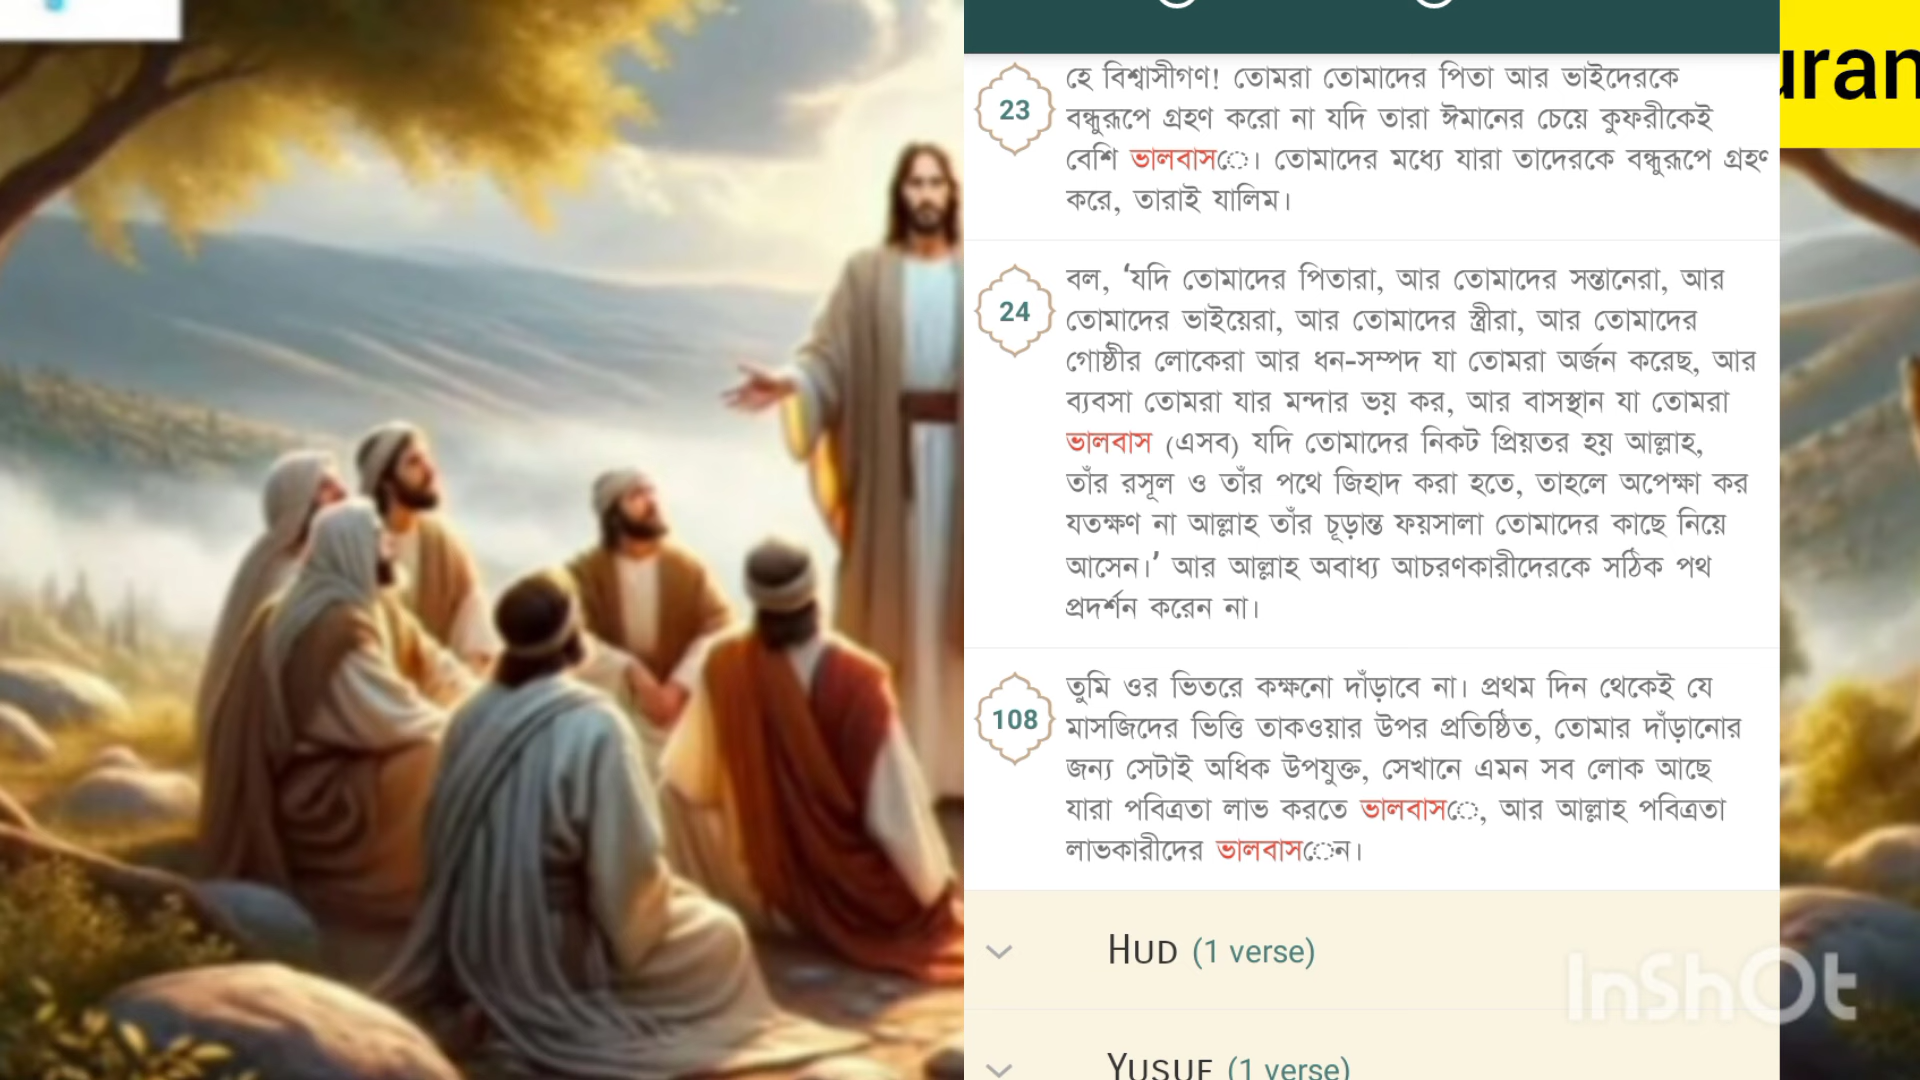 uran
23
হে বিশ্বাসীগণ! তোমরা তোমাদের পিতা আর ভাইদেরকে
বন্ধুরূপে গ্রহণ করো না যদি তারা ঈমানের চেয়ে কুফরীকেই
বেশি ভালবাসে। তোমাদের মধ্যে যারা তাদেরকে বন্ধুরূপে গ্রহণ
করে, তারাই যালিম।
24
বল, ‘যদি তোমাদের পিতারা, আর তোমাদের সন্তানেরা, আর
তোমাদের ভাইয়েরা, আর তোমাদের স্ত্রীরা, আর তোমাদের
গোষ্ঠীর লোকেরা আর ধন-সম্পদ যা তোমরা অর্জন করেছ, আর
ব্যবসা তোমরা যার মন্দার ভয় কর, আর বাসস্থান যা তোমরা
ভালবাস (এসব) যদি তোমাদের নিকট প্রিয়তর হয় আল্লাহ,
তাঁর রসূল ও তাঁর পথে জিহাদ করা হতে, তাহলে অপেক্ষা কর
যতক্ষণ না আল্লাহ তাঁর চূড়ান্ত ফয়সালা তোমাদের কাছে নিয়ে
আসেন।’ আর আল্লাহ অবাধ্য আচরণকারীদেরকে সঠিক পথ
প্রদর্শন করেন না।
108
তুমি ওর ভিতরে কক্ষনো দাঁড়াবে না। প্রথম দিন থেকেই যে
মাসজিদের ভিত্তি তাকওয়ার উপর প্রতিষ্ঠিত, তোমার দাঁড়ানোর
জন্য সেটাই অধিক উপযুক্ত, সেখানে এমন সব লোক আছে
যারা পবিত্রতা লাভ করতে ভালবাসে, আর আল্লাহ পবিত্রতা
লাভকারীদের ভালবাসেন।
HUD (1 verse)
YUSUF (1 verse)
InShOt